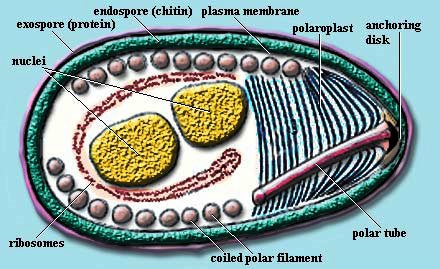 endospore (chitin)
plasma membrane
exospore (protein)
polaroplast
anchoring
disk
nuclei
ribosomes
coiled polar filament
polar tube